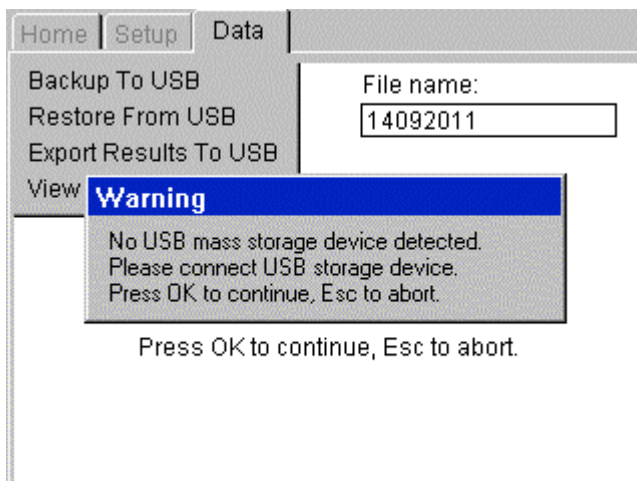 Home Setup Data
Backup To USB
Restore From USB
Export Results To USB
View
File name:
14092011
Warning
No USB mass storage device detected.
Please connect USB storage device.
Press OK to continue, Esc to abort.
Press OK to continue, Esc to abort.